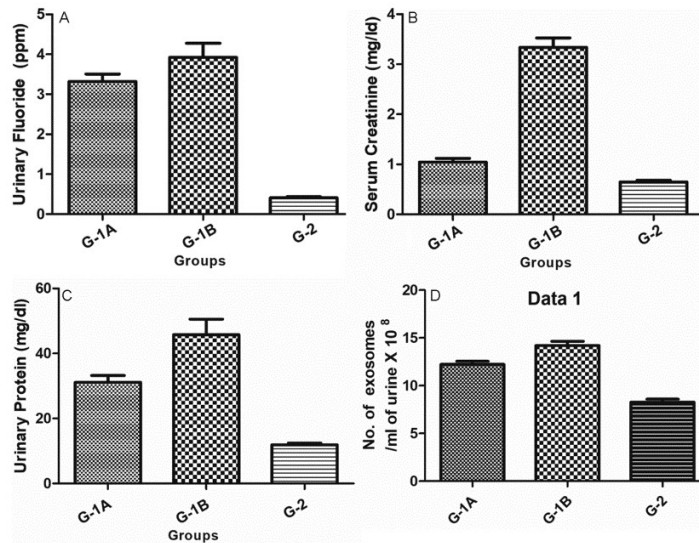 A
Urinary Fluoride (ppm)
5
4
3
2
1
0
G-1A
G-1B
G-2
Groups
B
Serum Creatinine (mg/ld)
4
3
2
1
0
G-1A
G-1B
G-2
Groups
C
Urinary Protein (mg/dl)
60
40
20
0
G-1A
G-1B
G-2
Groups
D
Data 1
No. of exosomes
/ml of urine X 10 8
20
15
10
5
0
G-1A
G-1B
G-2